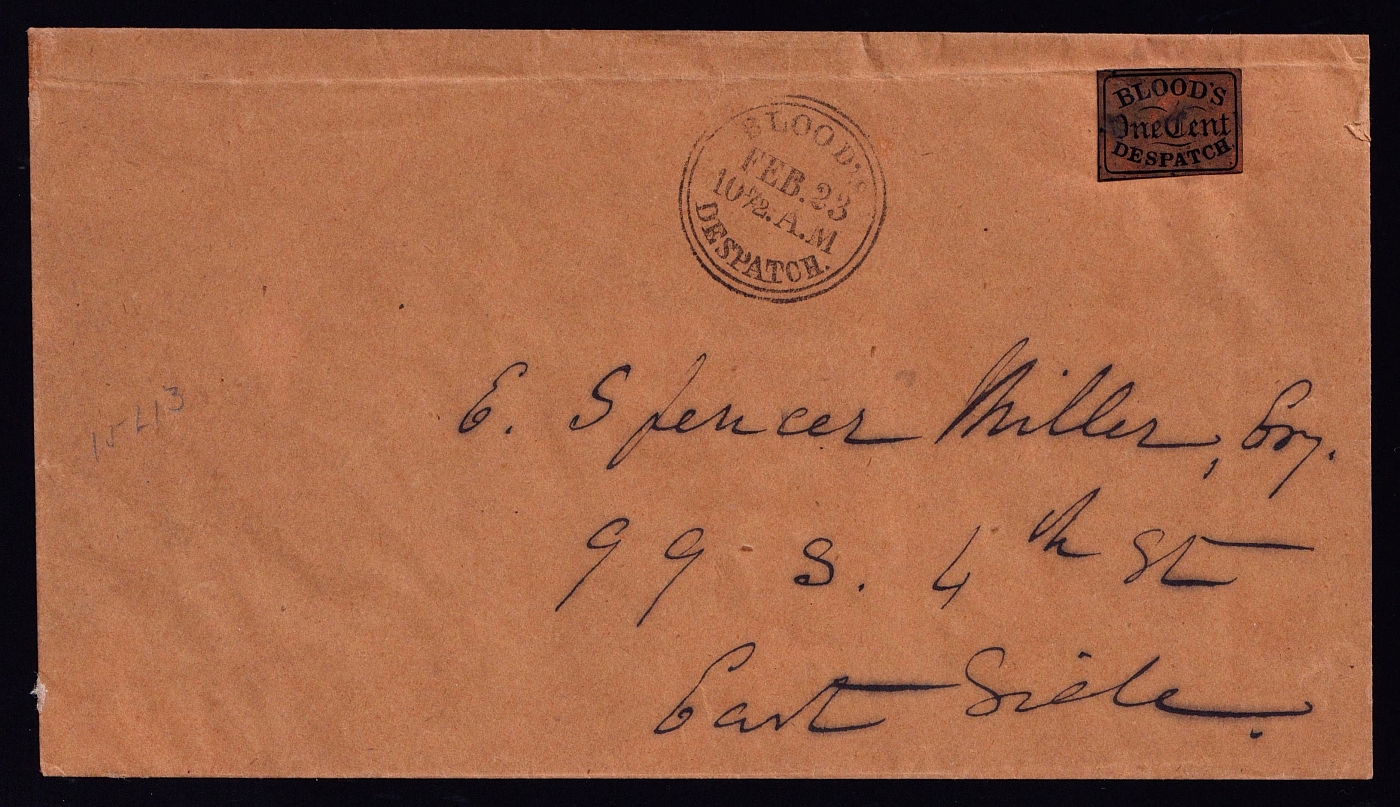 BLOOD'S
One Cent
DESPATCH
BLOOD'S
FEB. 23
10½. A.M
DESPATCH.
E. Spencer Miller, Esq.
99 S. 4th St
East Side.